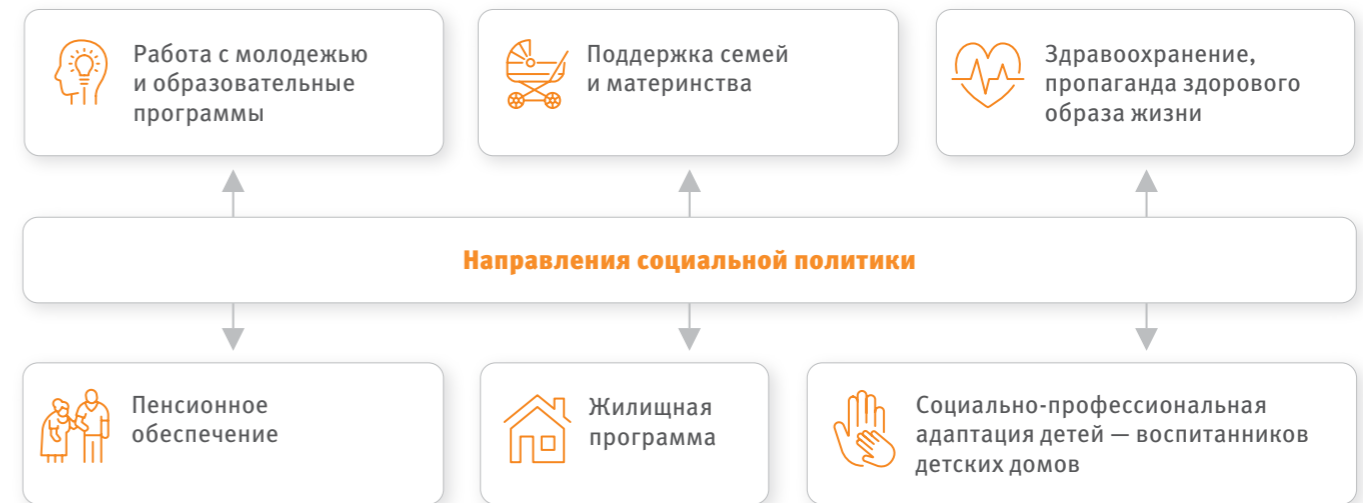 Работа с молодежью
и образовательные
программы
Поддержка семей
и материнства
Здравоохранение,
пропаганда здорового
образа жизни
Направления социальной политики
Пенсионное
обеспечение
Жилищная
программа
Социально-профессиональная
адаптация детей — воспитанников
детских домов